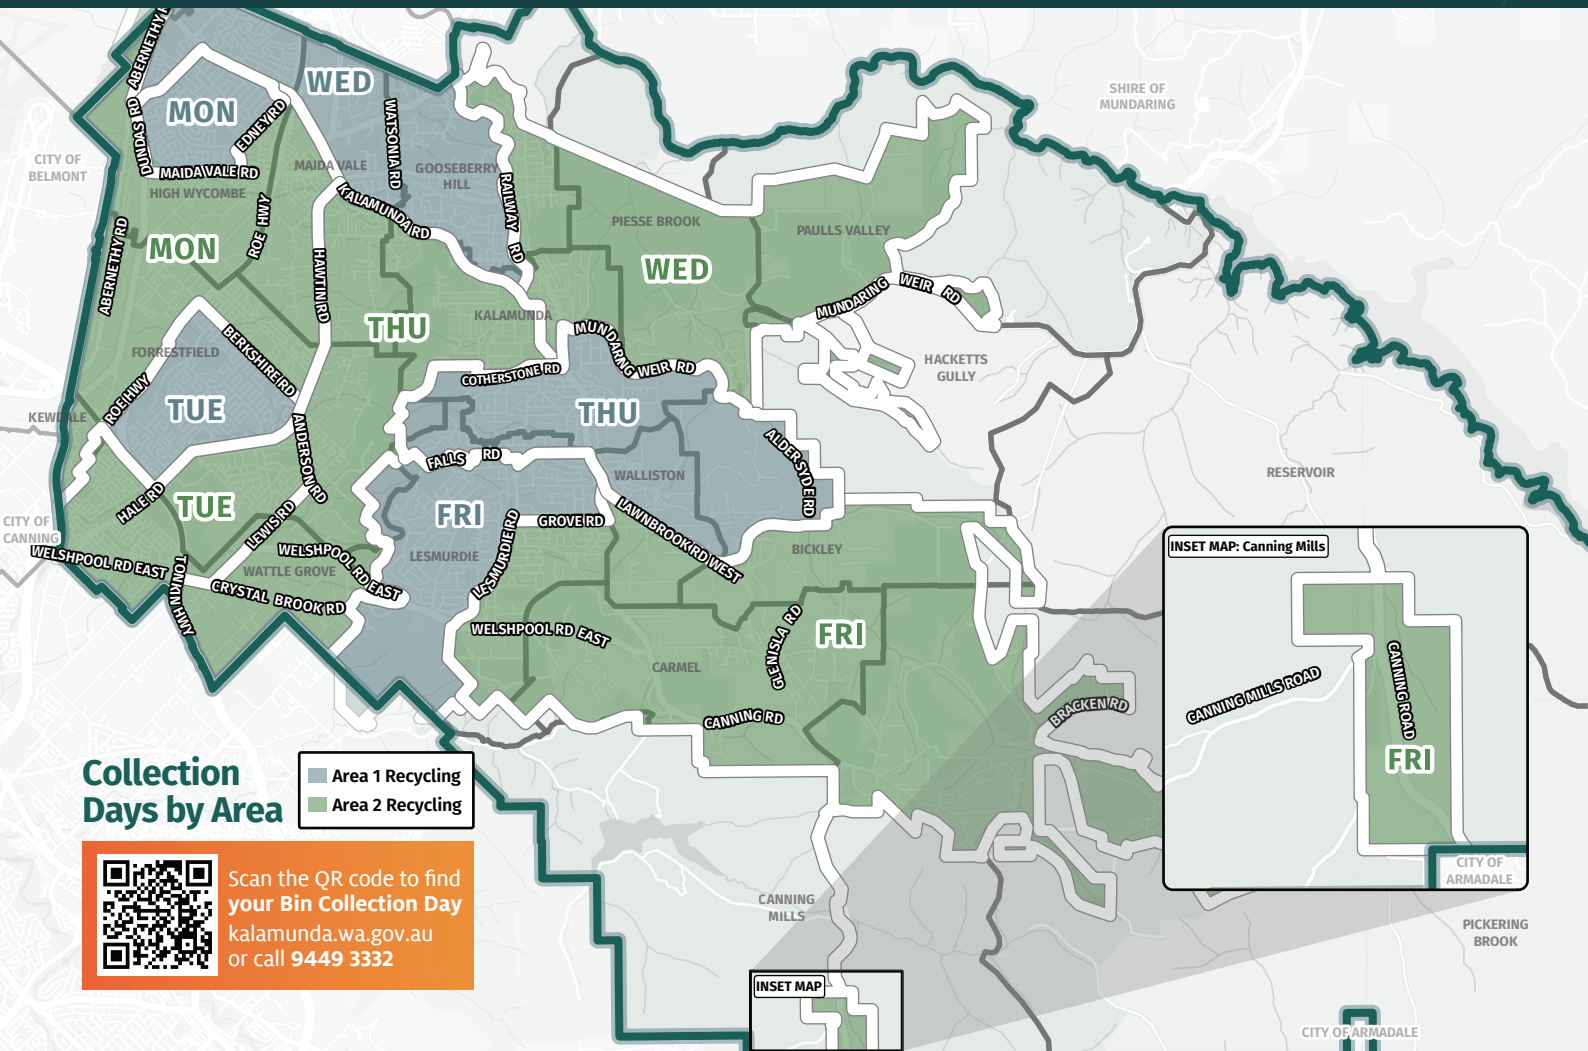 ABERNETHY RD
WED
MON
DUNDAS RD
EDNEY RD
WATSONIA RD
MAIDA VALE
GOOSEBERRY
HILL
SHIRE OF
MUNDARING
CITY OF
BELMONT
MAIDA VALE RD
HIGH WYCOMBE
KALAMUNDA RD
RAILWAY RD
ROE HWY
PIESSE BROOK
PAULLS VALLEY
MON
ABERNETHY RD
HAWTIN RD
WED
MUNDARING WEIR RD
THU
KALAMUNDA
MUNDARNG WEIR RD
FORRESTFIELD
BERKSHIRE RD
HACKETTS
GULLY
COTHERSTONE RD
ROE HWY
TUE
THU
KEWDALE
ANDERSON RD
ALDERSYDE RD
FALLS RD
WALLISTON
RESERVOIR
HALE RD
TUE
LEWIS RD
FRI
GROVE RD
LAWNBROOK RD WEST
CITY OF
CANNING
WELSHPOOL RD EAST
TONKIN HWY
WELSHPOOL RD EAST
WATTLE GROVE
LESMURDIE
LESMURDIE RD
BICKLEY
CRYSTAL BROOK RD
WELSHPOOL RD EAST
GLENISLA RD
FRI
CARMEL
CANNING RD
BRACKEN RD
INSET MAP: Canning Mills
CANNING MILLS ROAD
CANNING ROAD
FRI
CITY OF
ARMADALE
Collection
Days by Area
Area 1 Recycling
Area 2 Recycling
Scan the QR code to find
your Bin Collection Day
kalamunda.wa.gov.au
or call 9449 3332
CANNING
MILLS
PICKERING
BROOK
INSET MAP
CITY OF ARMADALE